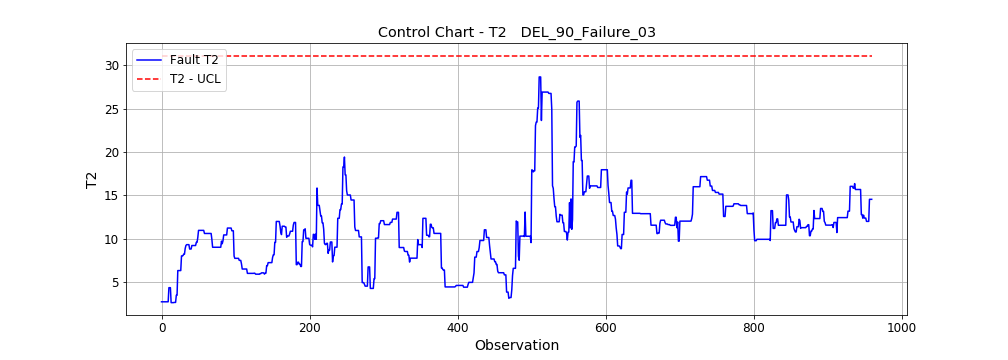 Control Chart - T2   DEL_90_Failure_03
Fault T2
T2 - UCL
T2
30
25
20
15
10
5
0 200 400 600 800 1000
Observation